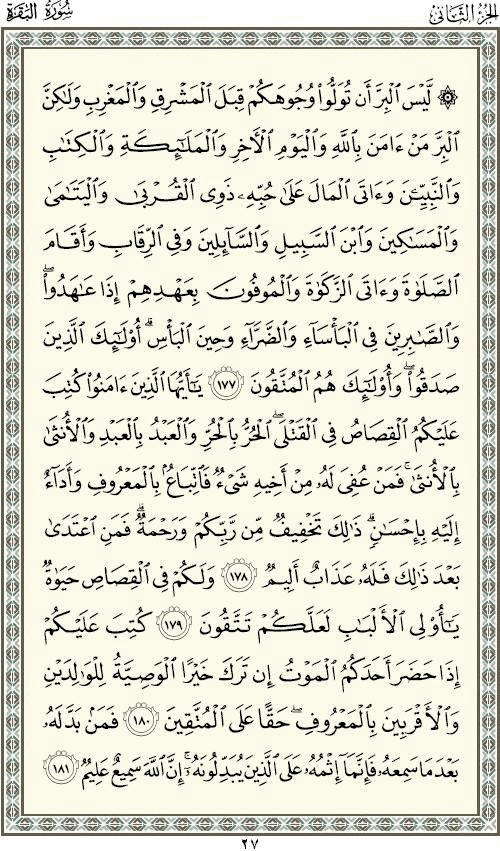 الجزء الثاني
سورة البقرة
۞ لَّيْسَ الْبِرَّ أَن تُوَلُّوا۟ وُجُوهَكُمْ قِبَلَ الْمَشْرِقِ وَالْمَغْرِبِ وَلَٰكِنَّ
الْبِرَّ مَنْ ءَامَنَ بِاللَّهِ وَالْيَوْمِ الْأَخِرِ وَالْمَلَٰٓئِكَةِ وَالْكِتَٰبِ
وَالنَّبِيِّۦنَ وَءَاتَى الْمَالَ عَلَىٰ حُبِّهِۦ ذَوِى الْقُرْبَىٰ وَالْيَتَٰمَىٰ
وَالْمَسَٰكِينَ وَابْنَ السَّبِيلِ وَالسَّآئِلِينَ وَفِى الرِّقَابِ وَأَقَامَ
الصَّلَوٰةَ وَءَاتَى الزَّكَوٰةَ وَالْمُوفُونَ بِعَهْدِهِمْ إِذَا عَٰهَدُوا۟ۖ
وَالصَّٰبِرِينَ فِى الْبَأْسَآءِ وَالضَّرَّآءِ وَحِينَ الْبَأْسِۗ أُو۟لَٰٓئِكَ الَّذِينَ
صَدَقُوا۟ۖ وَأُو۟لَٰٓئِكَ هُمُ الْمُتَّقُونَ ١٧٧ يَٰٓأَيُّهَا الَّذِينَ ءَامَنُوا۟ كُتِبَ
عَلَيْكُمُ الْقِصَاصُ فِى الْقَتْلَىۖ الْحُرُّ بِالْحُرِّ وَالْعَبْدُ بِالْعَبْدِ وَالْأُنثَىٰ
بِالْأُنثَىٰۚ فَمَنْ عُفِىَ لَهُۥ مِنْ أَخِيهِ شَىْءٌ فَاتِّبَاعٌۢ بِالْمَعْرُوفِ وَأَدَآءٌ
إِلَيْهِ بِإِحْسَٰنٍۗ ذَٰلِكَ تَخْفِيفٌ مِّن رَّبِّكُمْ وَرَحْمَةٌۗ فَمَنِ اعْتَدَىٰ
بَعْدَ ذَٰلِكَ فَلَهُۥ عَذَابٌ أَلِيمٌ ١٧٨ وَلَكُمْ فِى الْقِصَاصِ حَيَوٰةٌ
يَٰٓأُو۟لِى الْأَلْبَٰبِ لَعَلَّكُمْ تَتَّقُونَ ١٧٩ كُتِبَ عَلَيْكُمْ
إِذَا حَضَرَ أَحَدَكُمُ الْمَوْتُ إِن تَرَكَ خَيْرًا الْوَصِيَّةُ لِلْوَٰلِدَيْنِ
وَالْأَقْرَبِينَ بِالْمَعْرُوفِۖ حَقًّا عَلَى الْمُتَّقِينَ ١٨٠ فَمَنۢ بَدَّلَهُۥ
بَعْدَمَا سَمِعَهُۥ فَإِنَّمَآ إِثْمُهُۥ عَلَى الَّذِينَ يُبَدِّلُونَهُۥٓۚ إِنَّ اللَّهَ سَمِيعٌ عَلِيمٌ ١٨١
٢٧